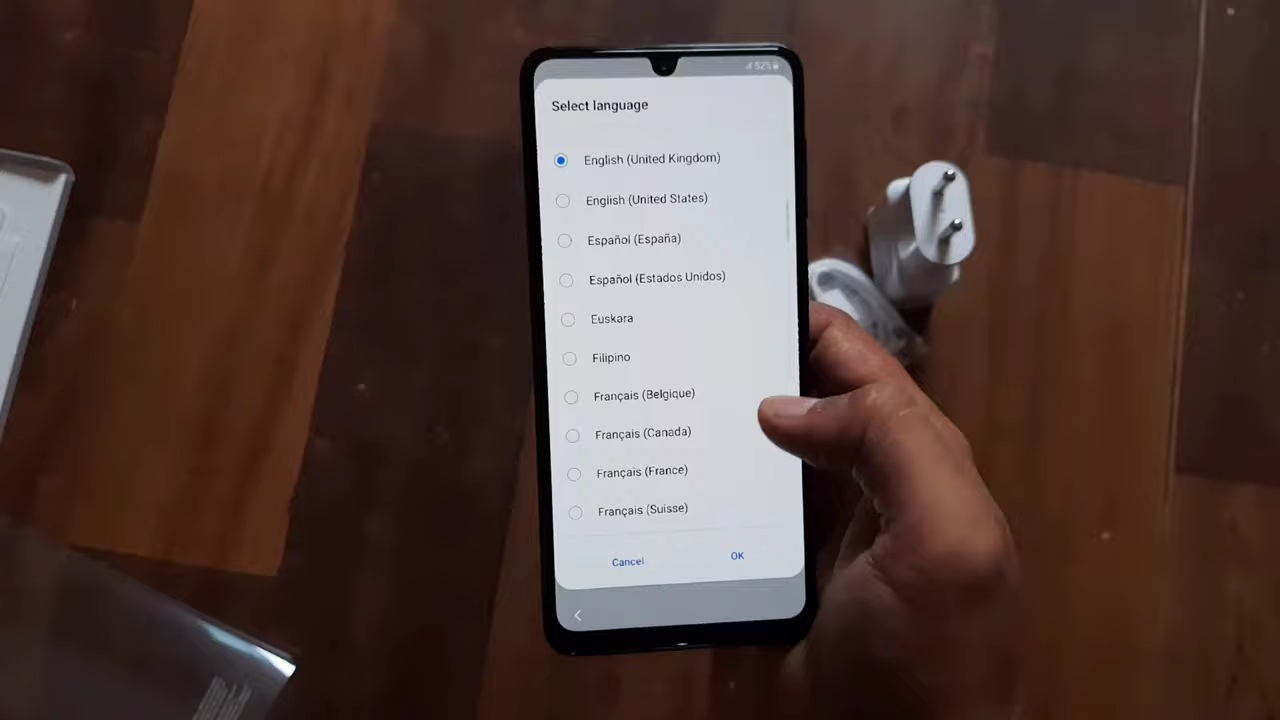 52%
Select language
English (United Kingdom)
English (United States)
Español (España)
Español (Estados Unidos)
Euskara
Filipino
Français (Belgique)
Français (Canada)
Français (France)
Français (Suisse)
Cancel
OK